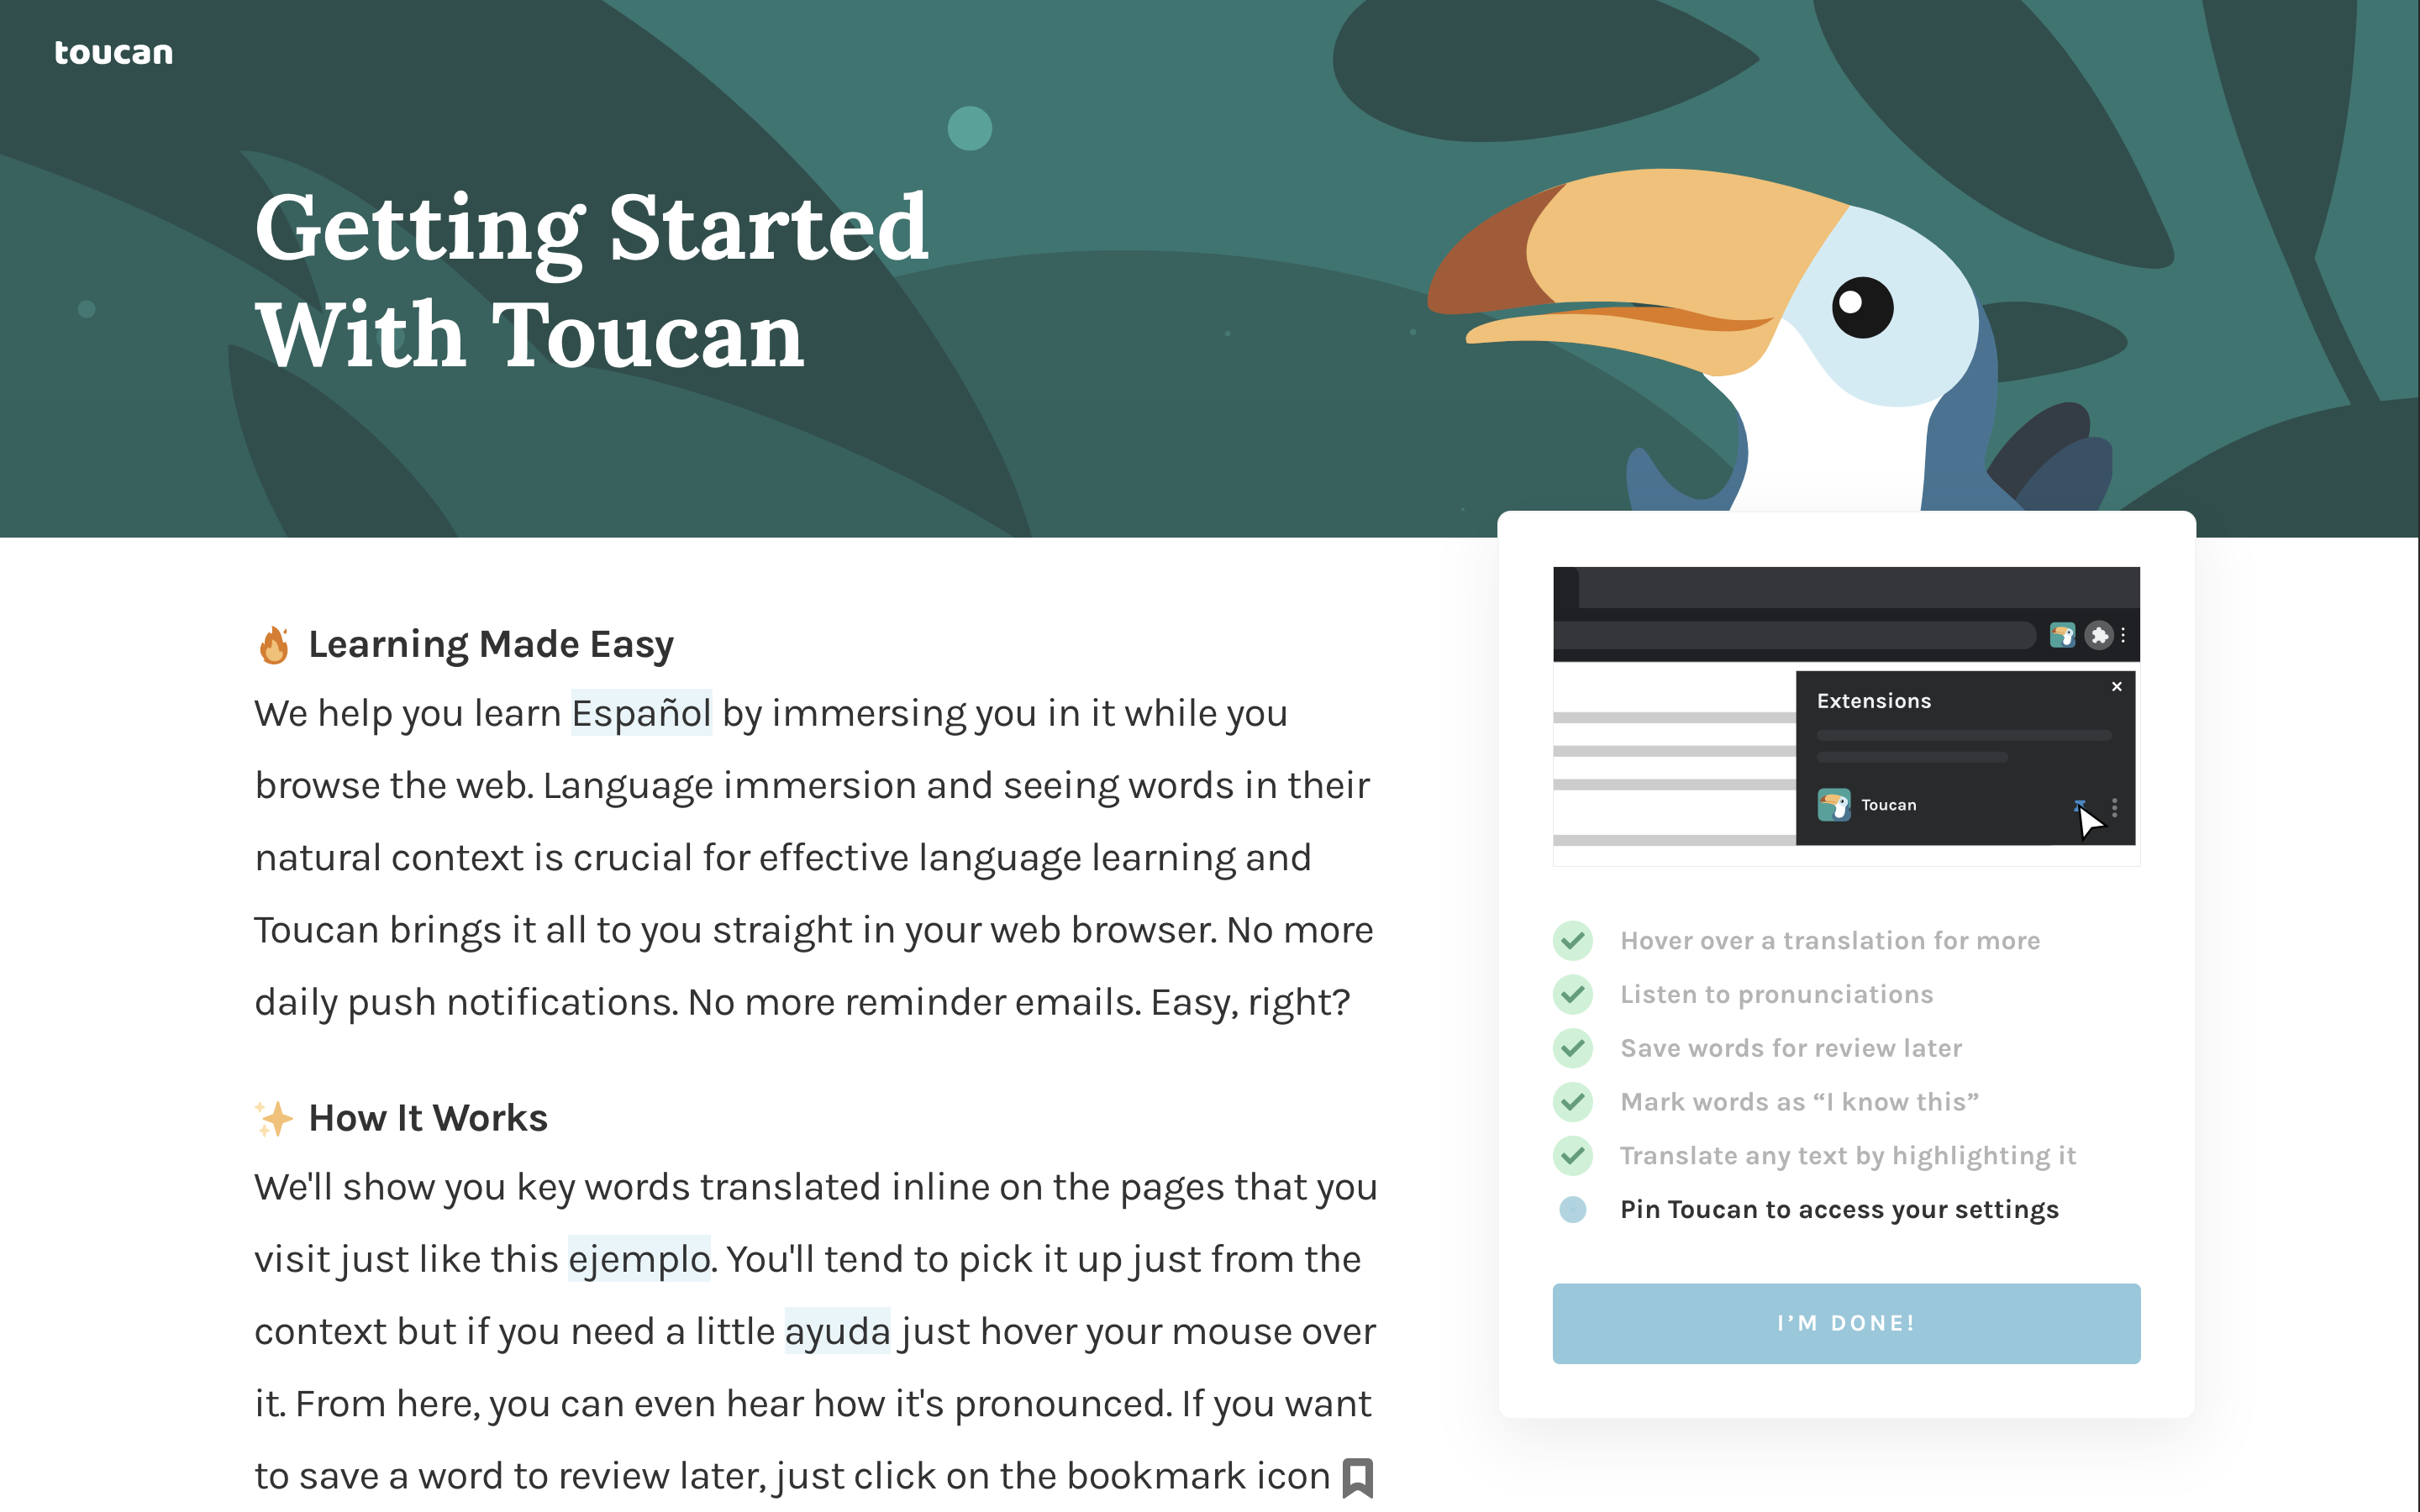 toucan
Getting Started
With Toucan
Learning Made Easy
We help you learn Español by immersing you in it while you
browse the web. Language immersion and seeing words in their
natural context is crucial for effective language learning and
Toucan brings it all to you straight in your web browser. No more
daily push notifications. No more reminder emails. Easy, right?
How It Works
We'll show you key words translated inline on the pages that you
visit just like this ejemplo. You'll tend to pick it up just from the
context but if you need a little ayuda just hover your mouse over
it. From here, you can even hear how it's pronounced. If you want
to save a word to review later, just click on the bookmark icon
Extensions
Toucan
Hover over a translation for more
Listen to pronunciations
Save words for review later
Mark words as “I know this”
Translate any text by highlighting it
Pin Toucan to access your settings
I’M DONE!